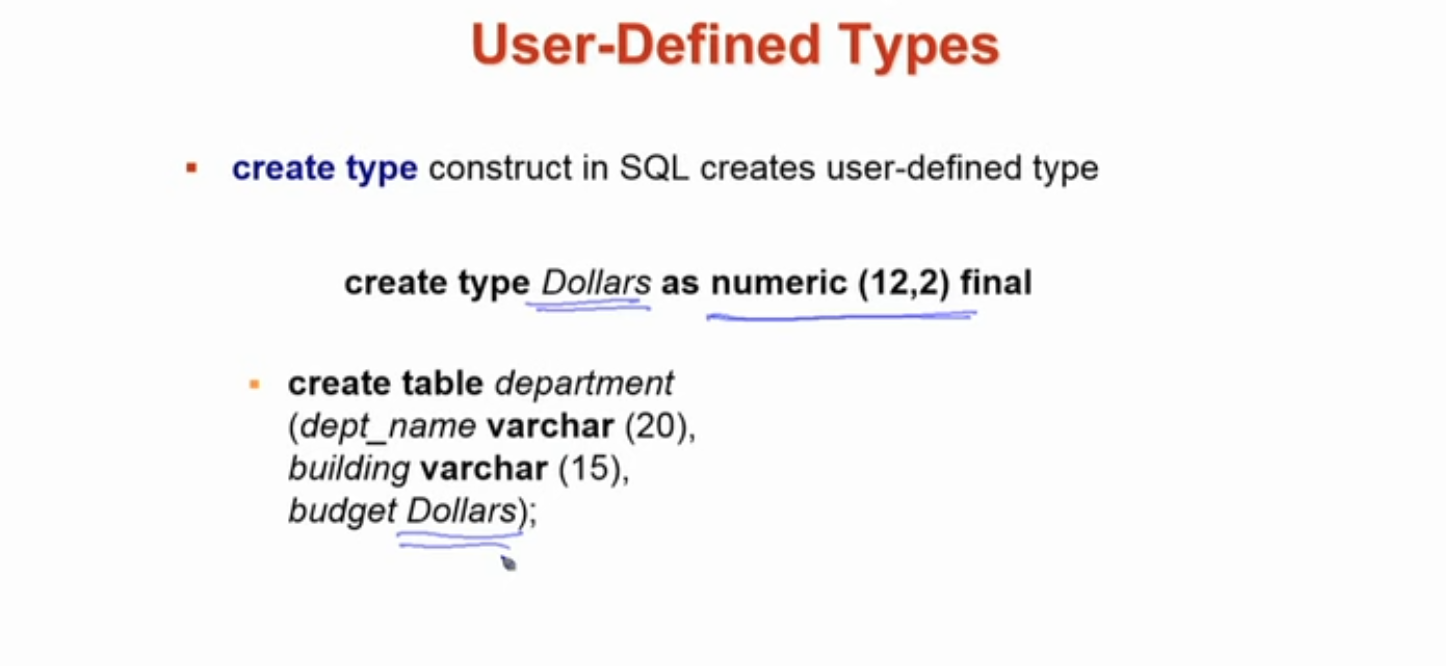 User-Defined Types
create type construct in SQL creates user-defined type
create type Dollars as numeric (12,2) final
create table department
(dept_name varchar (20),
building varchar (15),
budget Dollars);